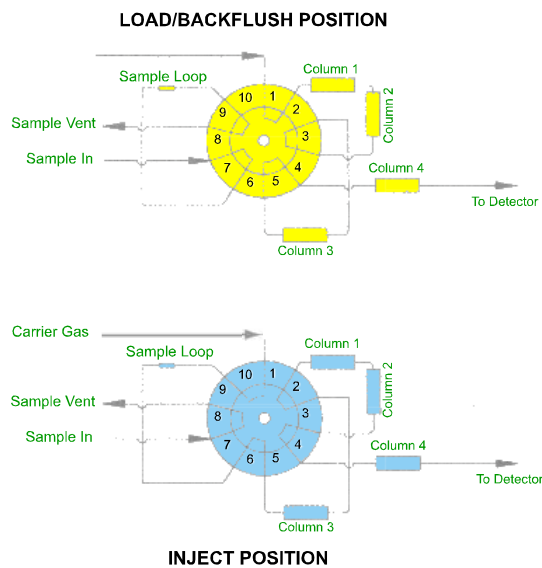 LOAD/BACKFLUSH POSITION
Sample Loop
Column 1
Column 2
10 1
9 2
Sample Vent
8 3
Sample In
7 4
6 5
Column 4
To Detector
Column 3
Carrier Gas
Sample Loop
Column 1
Column 2
10 1
9 2
Sample Vent
8 3
Sample In
7 4
6 5
Column 4
To Detector
Column 3
INJECT POSITION